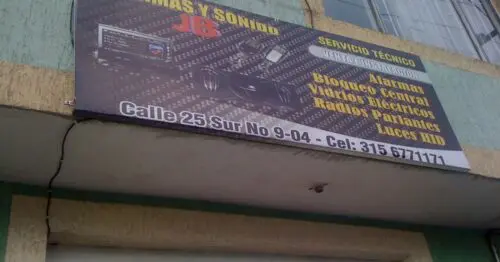 MAS Y SONIDO
JG
SERVICIO TÉCNICO
Alarmas
Bloqueo Central
Vidrios Eléctricos
Radios Parlantes
Luces HID
Calle 25 Sur No 9-04 - Cel: 315 6771171